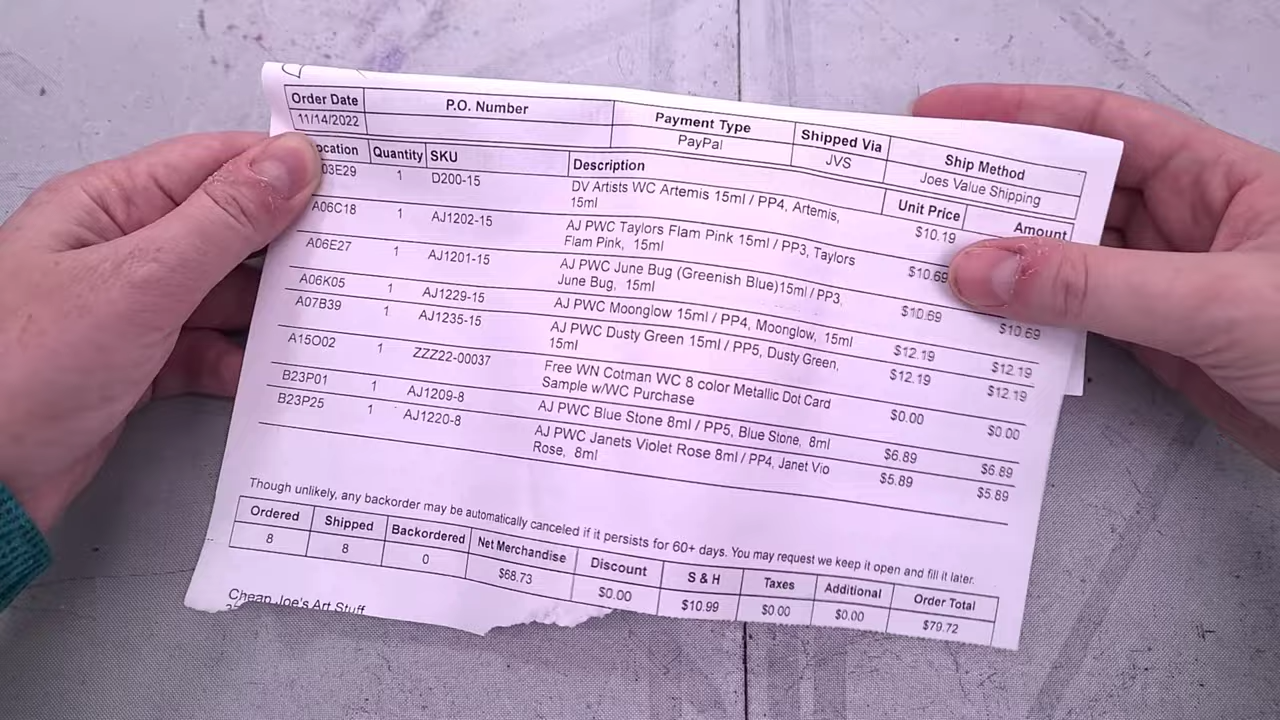 Order Date P.O. Number Payment Type Shipped Via Ship Method
11/14/2022 PayPal JVS Joes Value Shipping
Quantity SKU Description Unit Price Amount
1 D200-15 DV Artists WC Artemis 15ml / PP4, Artemis, $10.19
15ml
A06C18 1 AJ1202-15 AJ PWC Taylors Flam Pink 15ml / PP3, Taylors $10.69
Flam Pink, 15ml
A06E27 1 AJ1201-15 AJ PWC June Bug (Greenish Blue)15ml / PP3, $10.69 $10.69
June Bug, 15ml
A06K05 1 AJ1229-15 AJ PWC Moonglow 15ml / PP4, Moonglow, 15ml $12.19 $12.19
A07B39 1 AJ1235-15 AJ PWC Dusty Green 15ml / PP5, Dusty Green, $12.19 $12.19
15ml
A15O02 1 ZZZ22-00037 Free WN Cotman WC 8 color Metallic Dot Card $0.00 $0.00
Sample w/WC Purchase
B23P01 1 AJ1209-8 AJ PWC Blue Stone 8ml / PP5, Blue Stone, 8ml $6.89 $6.89
B23P25 1 AJ1220-8 AJ PWC Janets Violet Rose 8ml / PP4, Janet Vio $5.89 $5.89
Rose, 8ml
Though unlikely, any backorder may be automatically canceled if it persists for 60+ days. You may request we keep it open and fill it later.
Ordered Shipped Backordered Net Merchandise Discount S & H Taxes Additional Order Total
8 8 0 $68.73 $0.00 $10.99 $0.00 $0.00 $79.72
Cheap Joe's Art Stuff